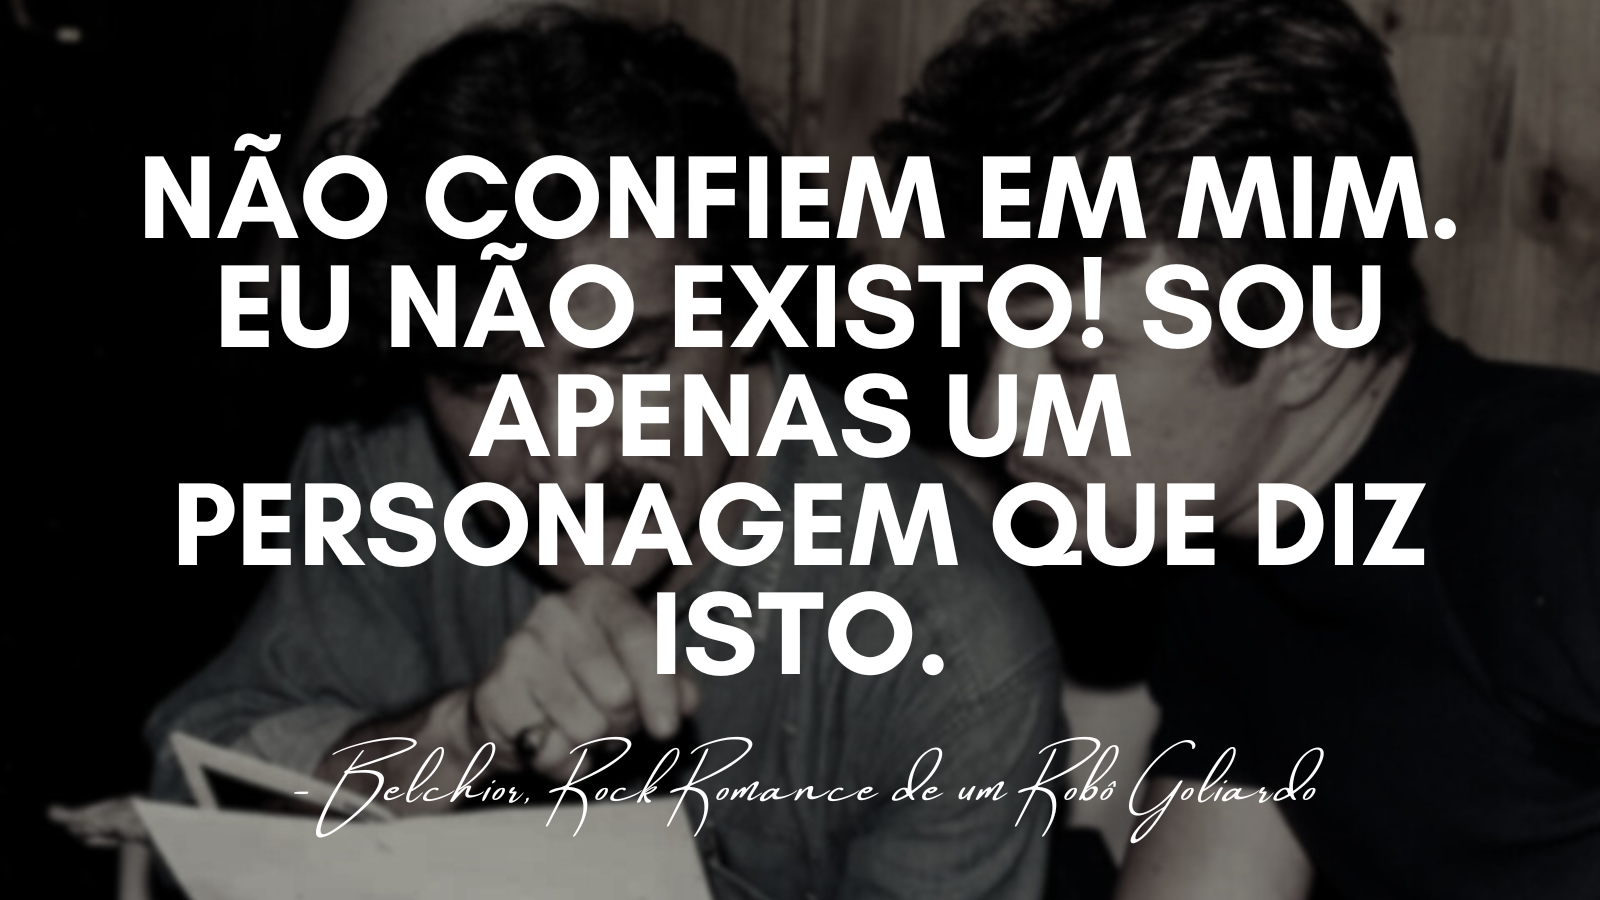 NÃO CONFIEM EM MIM.
EU NÃO EXISTO! SOU
APENAS UM
PERSONAGEM QUE DIZ
ISTO.
- Belchior, Rock Romance de um Robô Goliardo